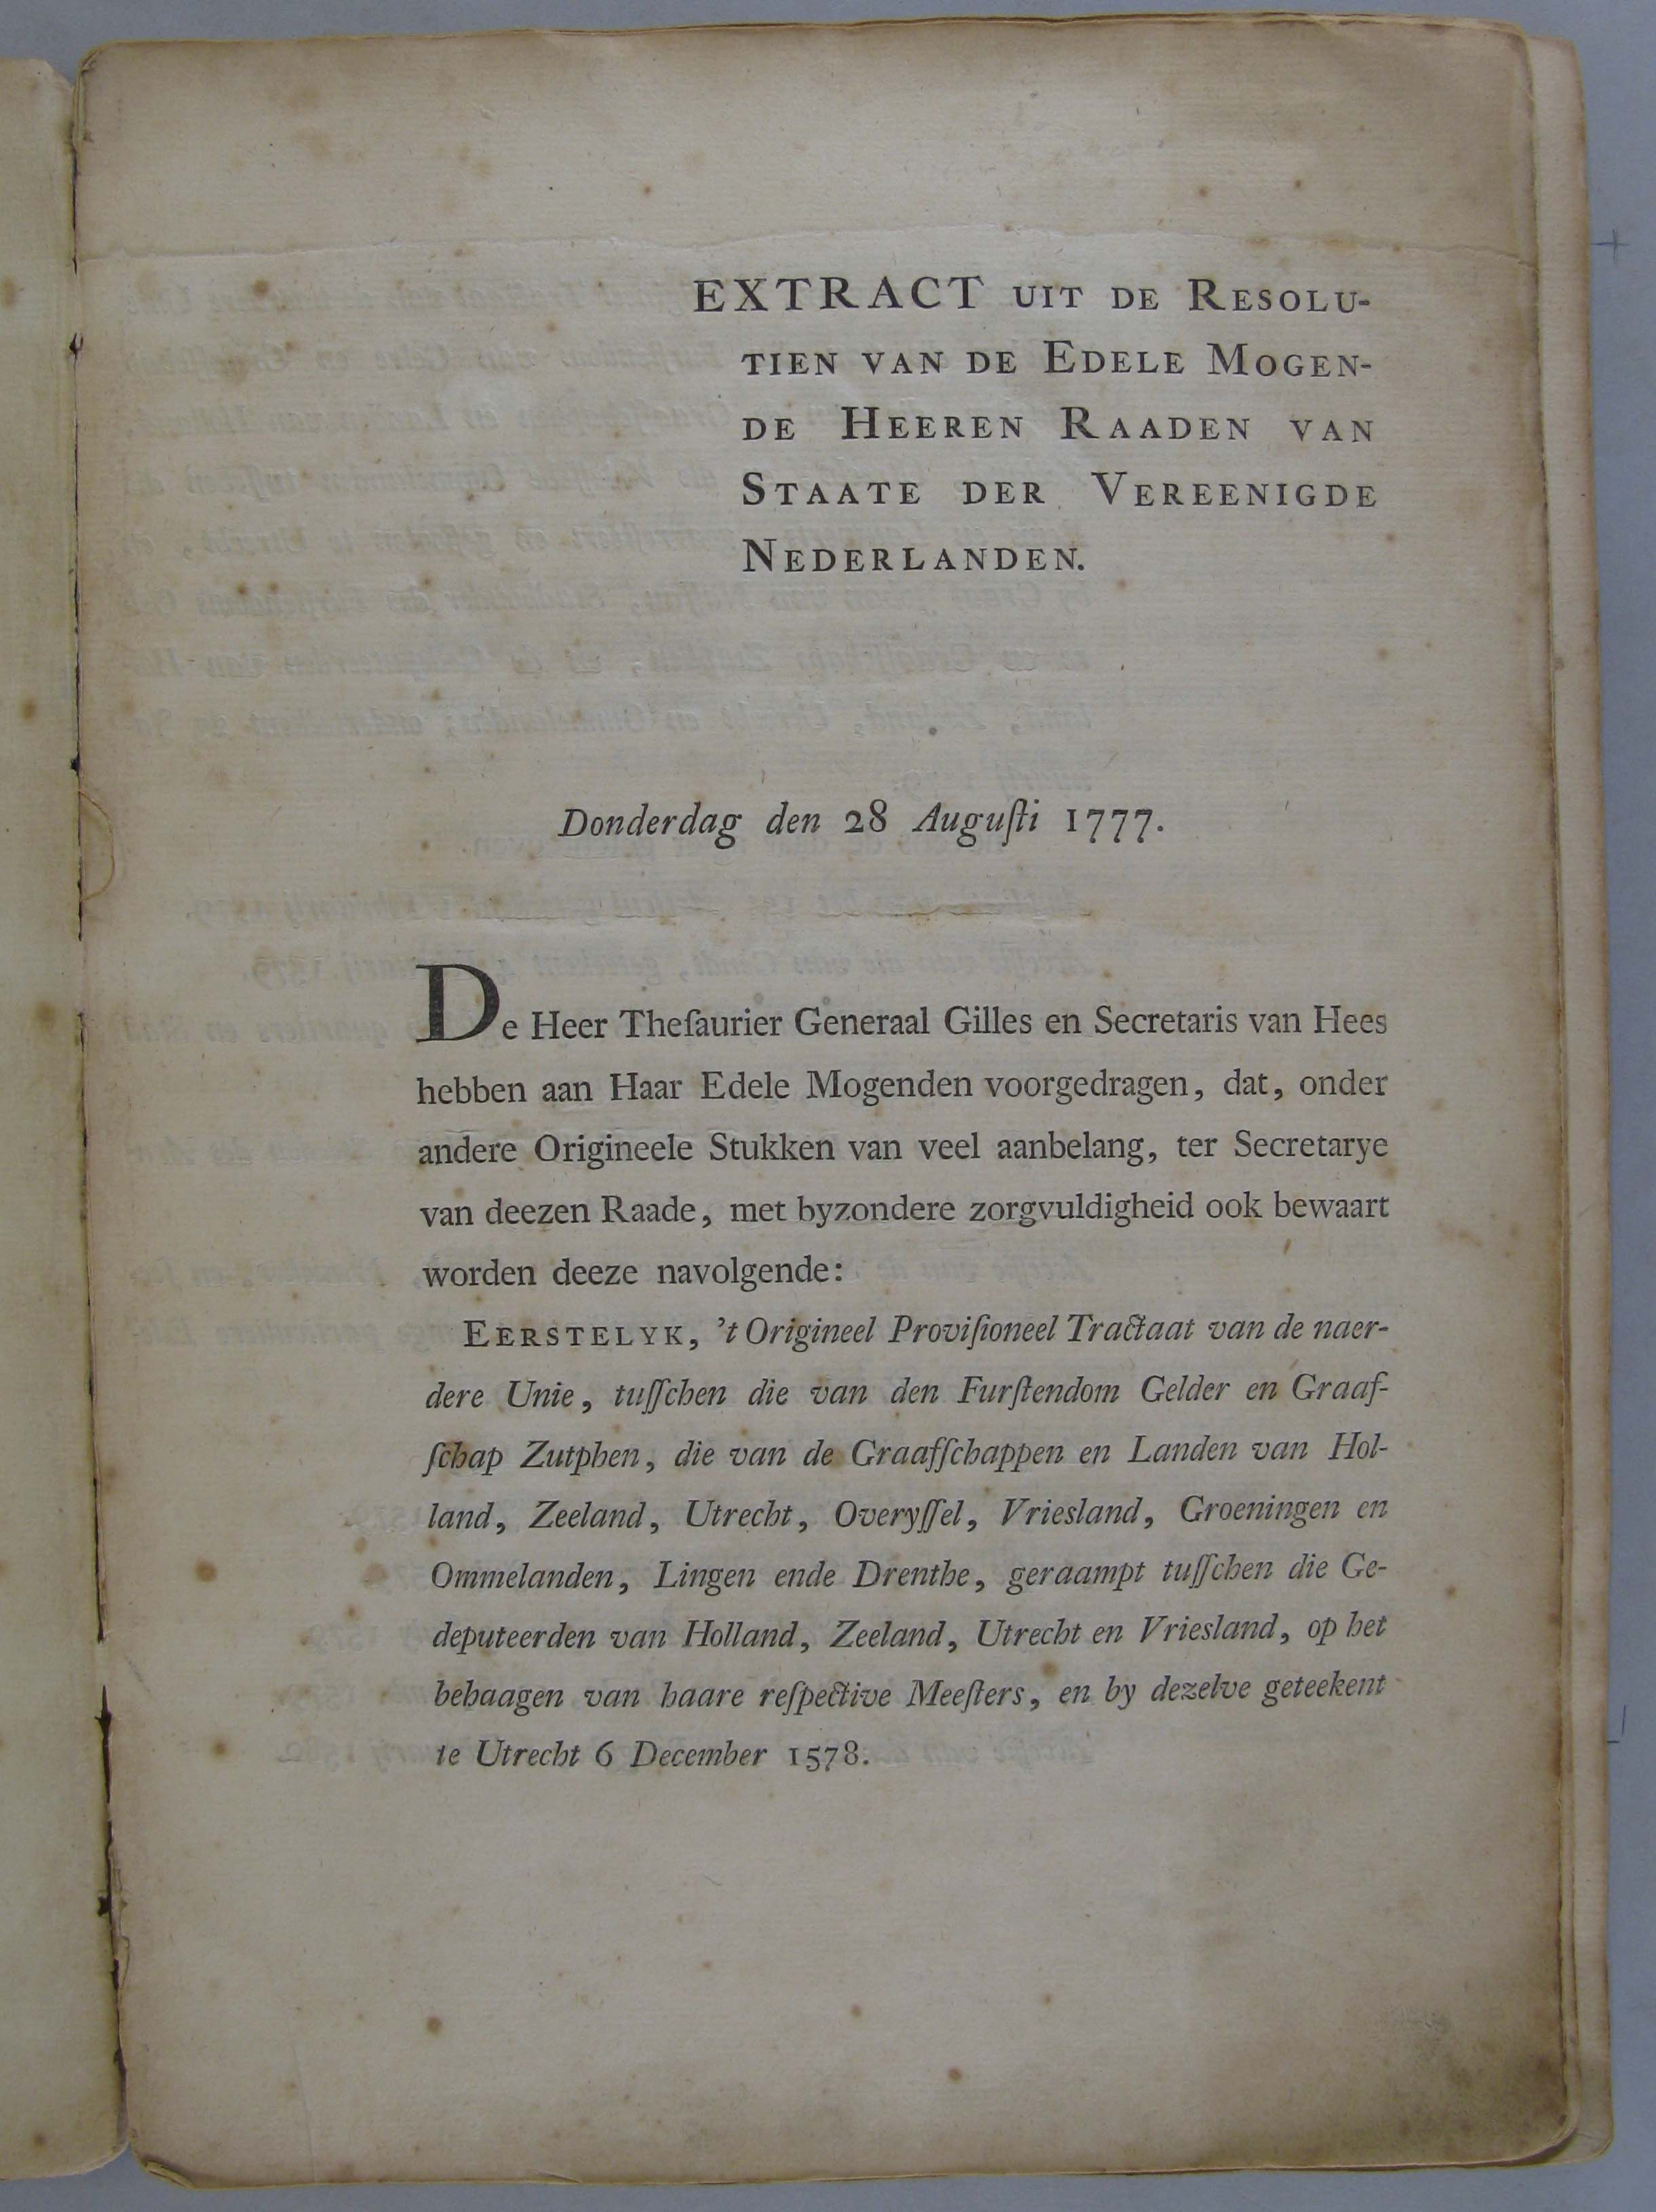 EXTRACT UIT DE RESOLU-
TIEN VAN DE EDELE MOGEN-
DE HEEREN RAADEN VAN
STAATE DER VEREENIGDE
NEDERLANDEN.
Donderdag den 28 Auguſti 1777.
De Heer Theſaurier Generaal Gilles en Secretaris van Hees
hebben aan Haar Edele Mogenden voorgedragen, dat, onder
andere Origineele Stukken van veel aanbelang, ter Secretarye
van deezen Raade, met byzondere zorgvuldigheid ook bewaart
worden deeze navolgende:
EERSTELYK, 't Origineel Proviſioneel Tractaat van de naer-
dere Unie, tuſſchen die van den Furſtendom Gelder en Graaf-
ſchap Zutphen, die van de Graafſchappen en Landen van Hol-
land, Zeeland, Utrecht, Overyſſel, Vriesland, Groeningen en
Ommelanden, Lingen ende Drenthe, geraampt tuſſchen die Ge-
deputeerden van Holland, Zeeland, Utrecht en Vriesland, op het
behaagen van haare reſpective Meeſters, en by dezelve geteekent
te Utrecht 6 December 1578.